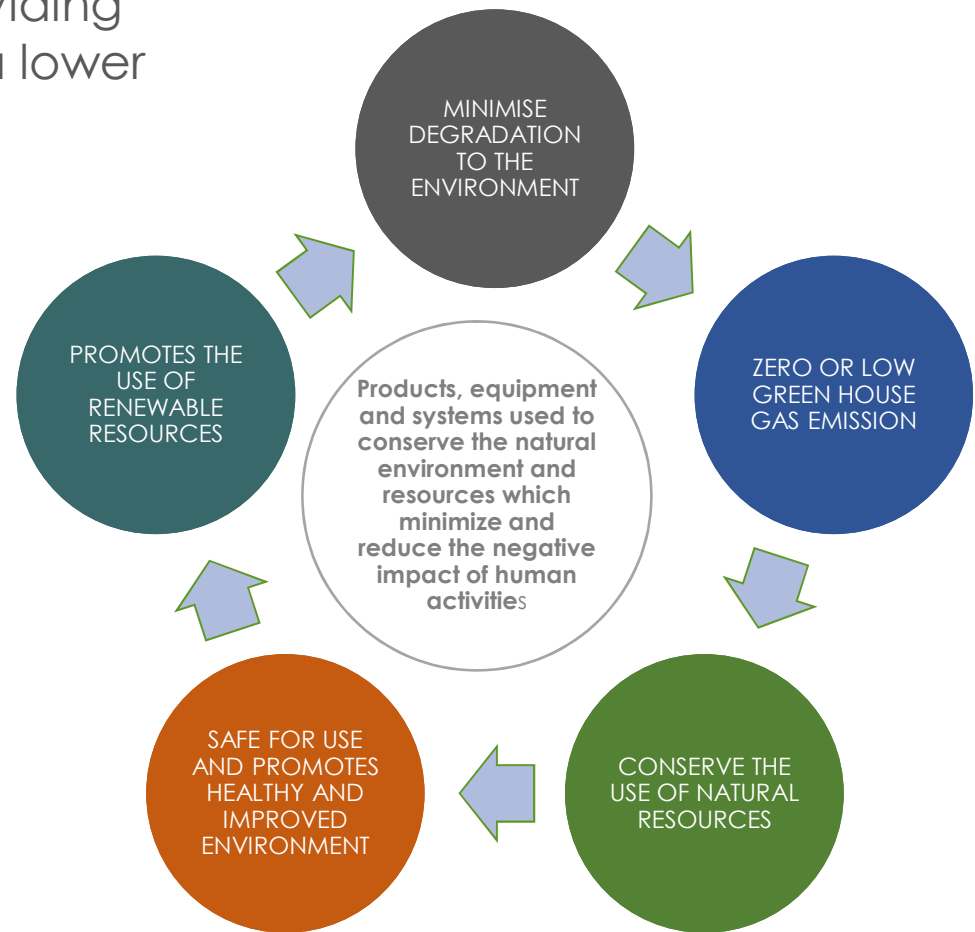 a lower
MINIMISE
DEGRADATION
TO THE
ENVIRONMENT
ZERO OR LOW
GREEN HOUSE
GAS EMISSION
CONSERVE THE
USE OF NATURAL
RESOURCES
SAFE FOR USE
AND PROMOTES
HEALTHY AND
IMPROVED
ENVIRONMENT
PROMOTES THE
USE OF
RENEWABLE
RESOURCES
Products, equipment
and systems used to
conserve the natural
environment and
resources which
minimize and
reduce the negative
impact of human
activities